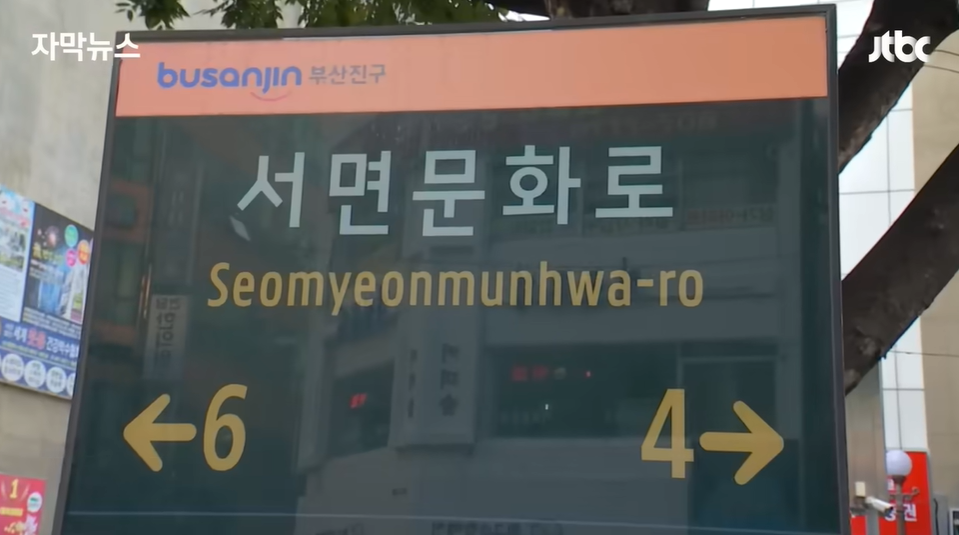 자막뉴스
jtbc
busanjin 부산진구
서면문화로
Seomyeonmunhwa-ro
← 6
4 →